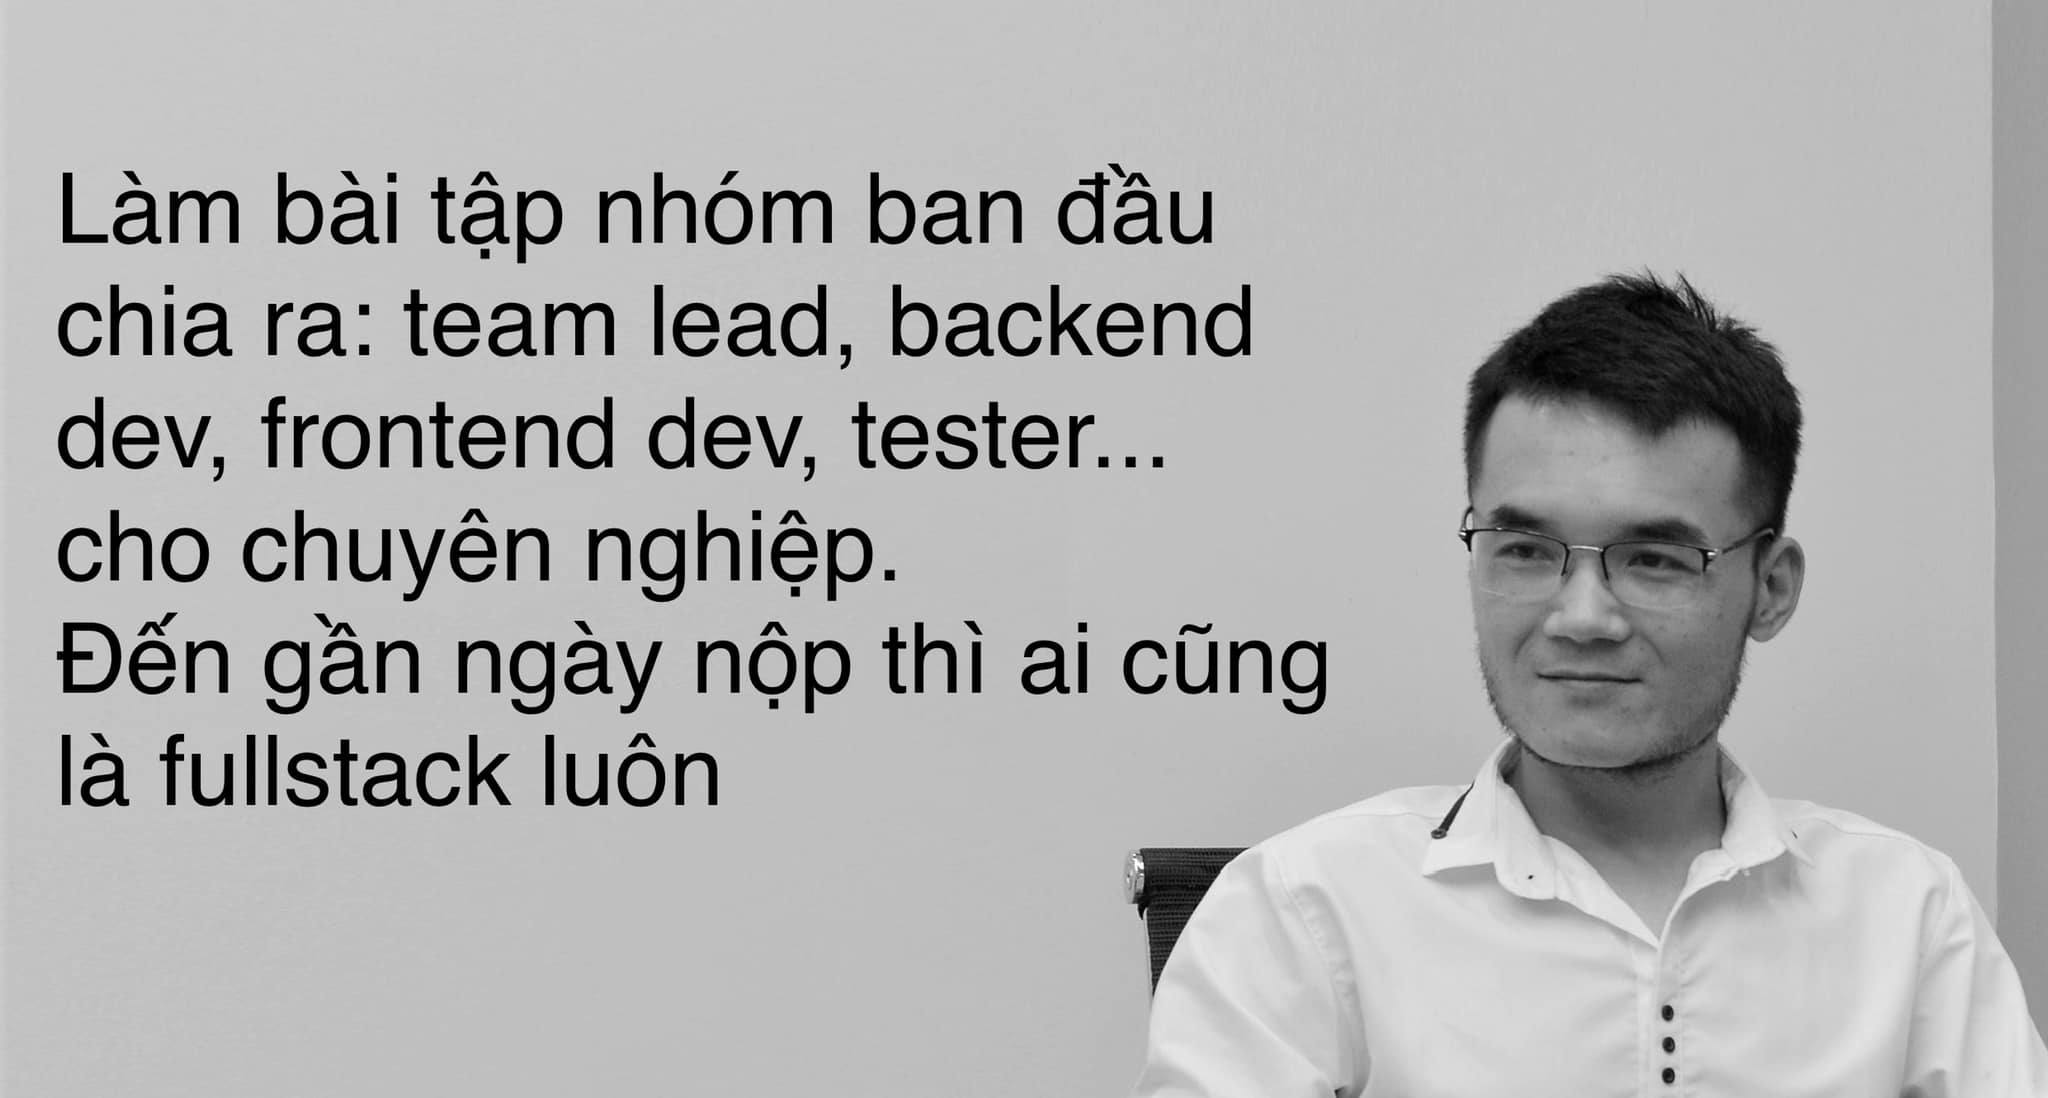 Làm bài tập nhóm ban đầu
chia ra: team lead, backend
dev, frontend dev, tester...
cho chuyên nghiệp.
Đến gần ngày nộp thì ai cũng
là fullstack luôn